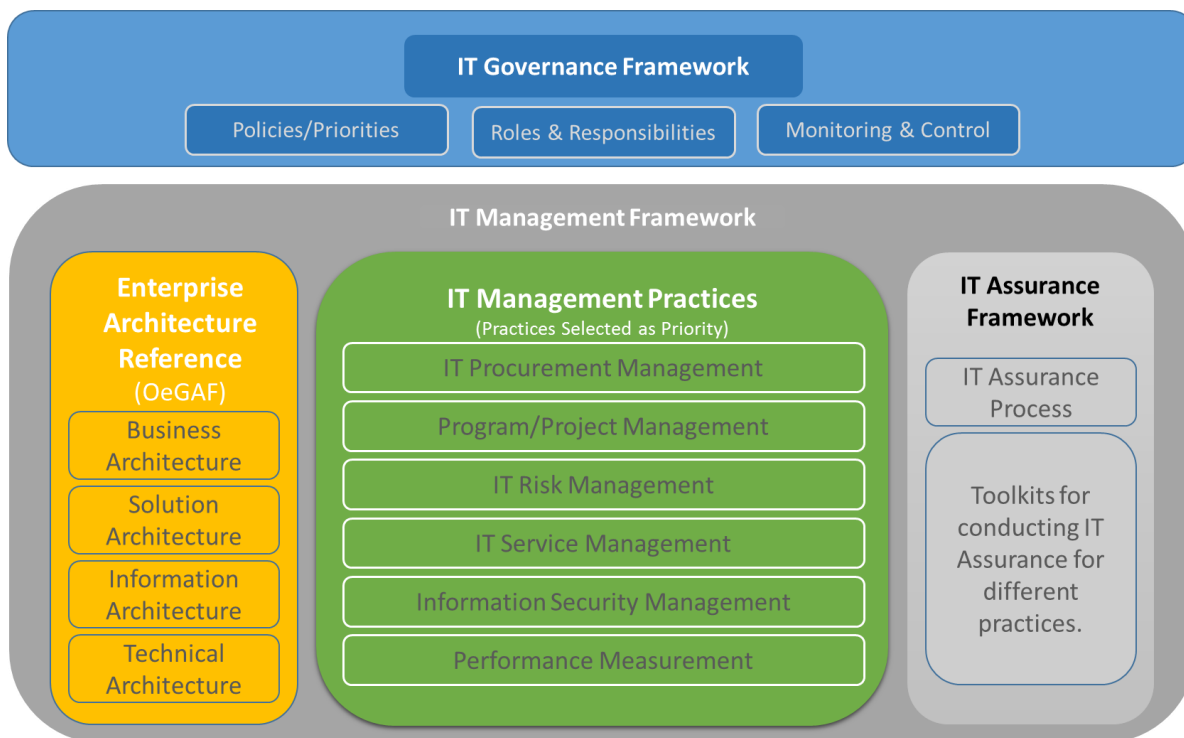 IT Governance Framework
Policies/Priorities
Roles & Responsibilities
Monitoring & Control
IT Management Framework
Enterprise
Architecture
Reference
(OeGAF)
Business
Architecture
Solution
Architecture
Information
Architecture
Technical
Architecture
IT Management Practices
(Practices Selected as Priority)
IT Procurement Management
Program/Project Management
IT Risk Management
IT Service Management
Information Security Management
Performance Measurement
IT Assurance
Framework
IT Assurance
Process
Toolkits for
conducting IT
Assurance for
different
practices.